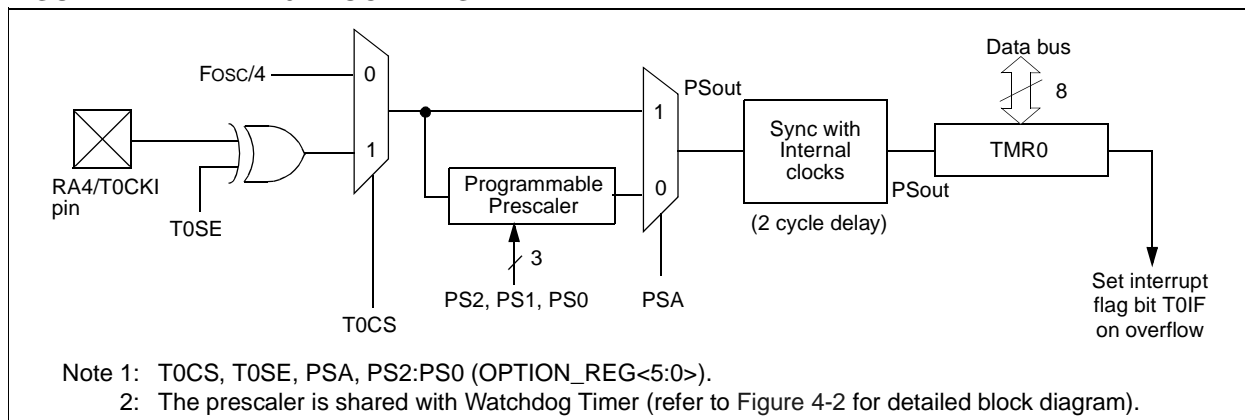 Data bus
FOSC/4
0
PSout
8
1
Sync with
Internal
clocks
TMR0
1
RA4/T0CKI
pin
Programmable
Prescaler
0
PSout
T0SE
(2 cycle delay)
3
PS2, PS1, PS0
PSA
Set interrupt
flag bit T0IF
on overflow
T0CS
Note 1: T0CS, T0SE, PSA, PS2:PS0 (OPTION_REG<5:0>).
2: The prescaler is shared with Watchdog Timer (refer to Figure 4-2 for detailed block diagram).